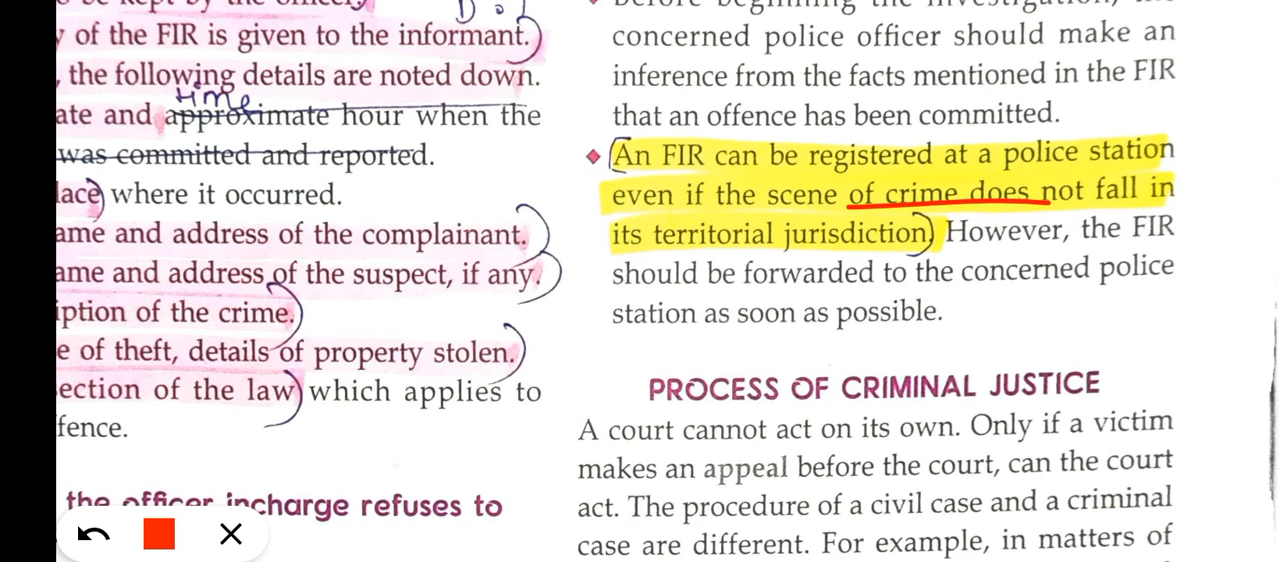 of the FIR is given to the informant.
the following details are noted down.
time
ate and approximate hour when the
was committed and reported.
lace where it occurred.
ame and address of the complainant.
ame and address of the suspect, if any.
iption of the crime.
e of theft, details of property stolen.
ection of the law which applies to
fence.
the officer incharge refuses to
concerned police officer should make an
inference from the facts mentioned in the FIR
that an offence has been committed.
An FIR can be registered at a police station
even if the scene of crime does not fall in
its territorial jurisdiction. However, the FIR
should be forwarded to the concerned police
station as soon as possible.
PROCESS OF CRIMINAL JUSTICE
A court cannot act on its own. Only if a victim
makes an appeal before the court, can the court
act. The procedure of a civil case and a criminal
case are different. For example, in matters of